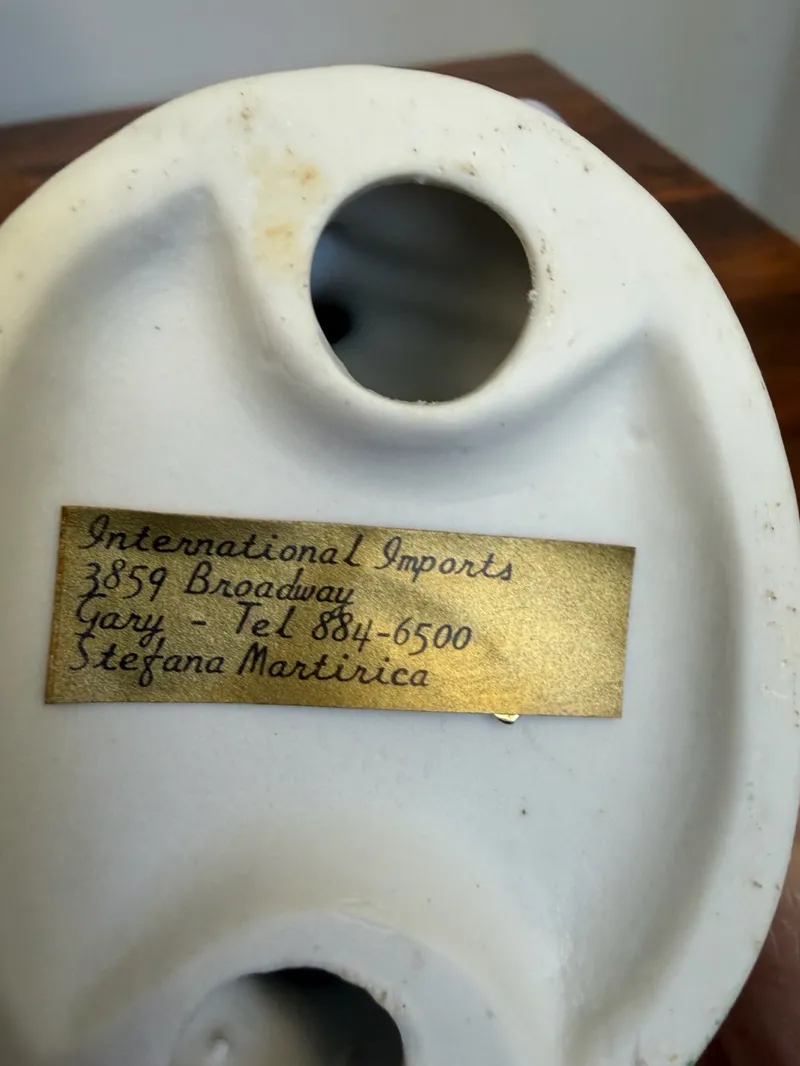 International Imports
3859 Broadway
Gary - Tel 884-6500
Stefana Martirica